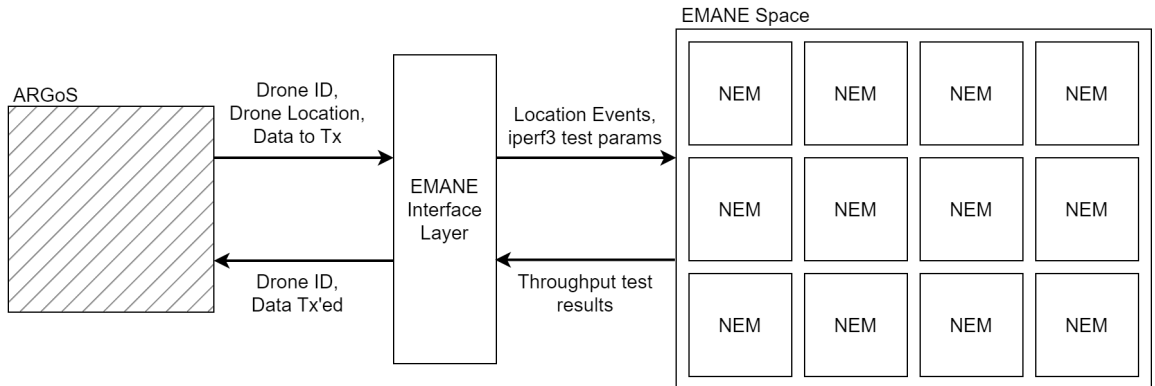 EMANE Space
ARGoS
Drone ID,
Drone Location,
Data to Tx
Drone ID,
Data Tx'ed
EMANE
Interface
Layer
Location Events,
iperf3 test params
Throughput test
results
NEM NEM NEM NEM
NEM NEM NEM NEM
NEM NEM NEM NEM